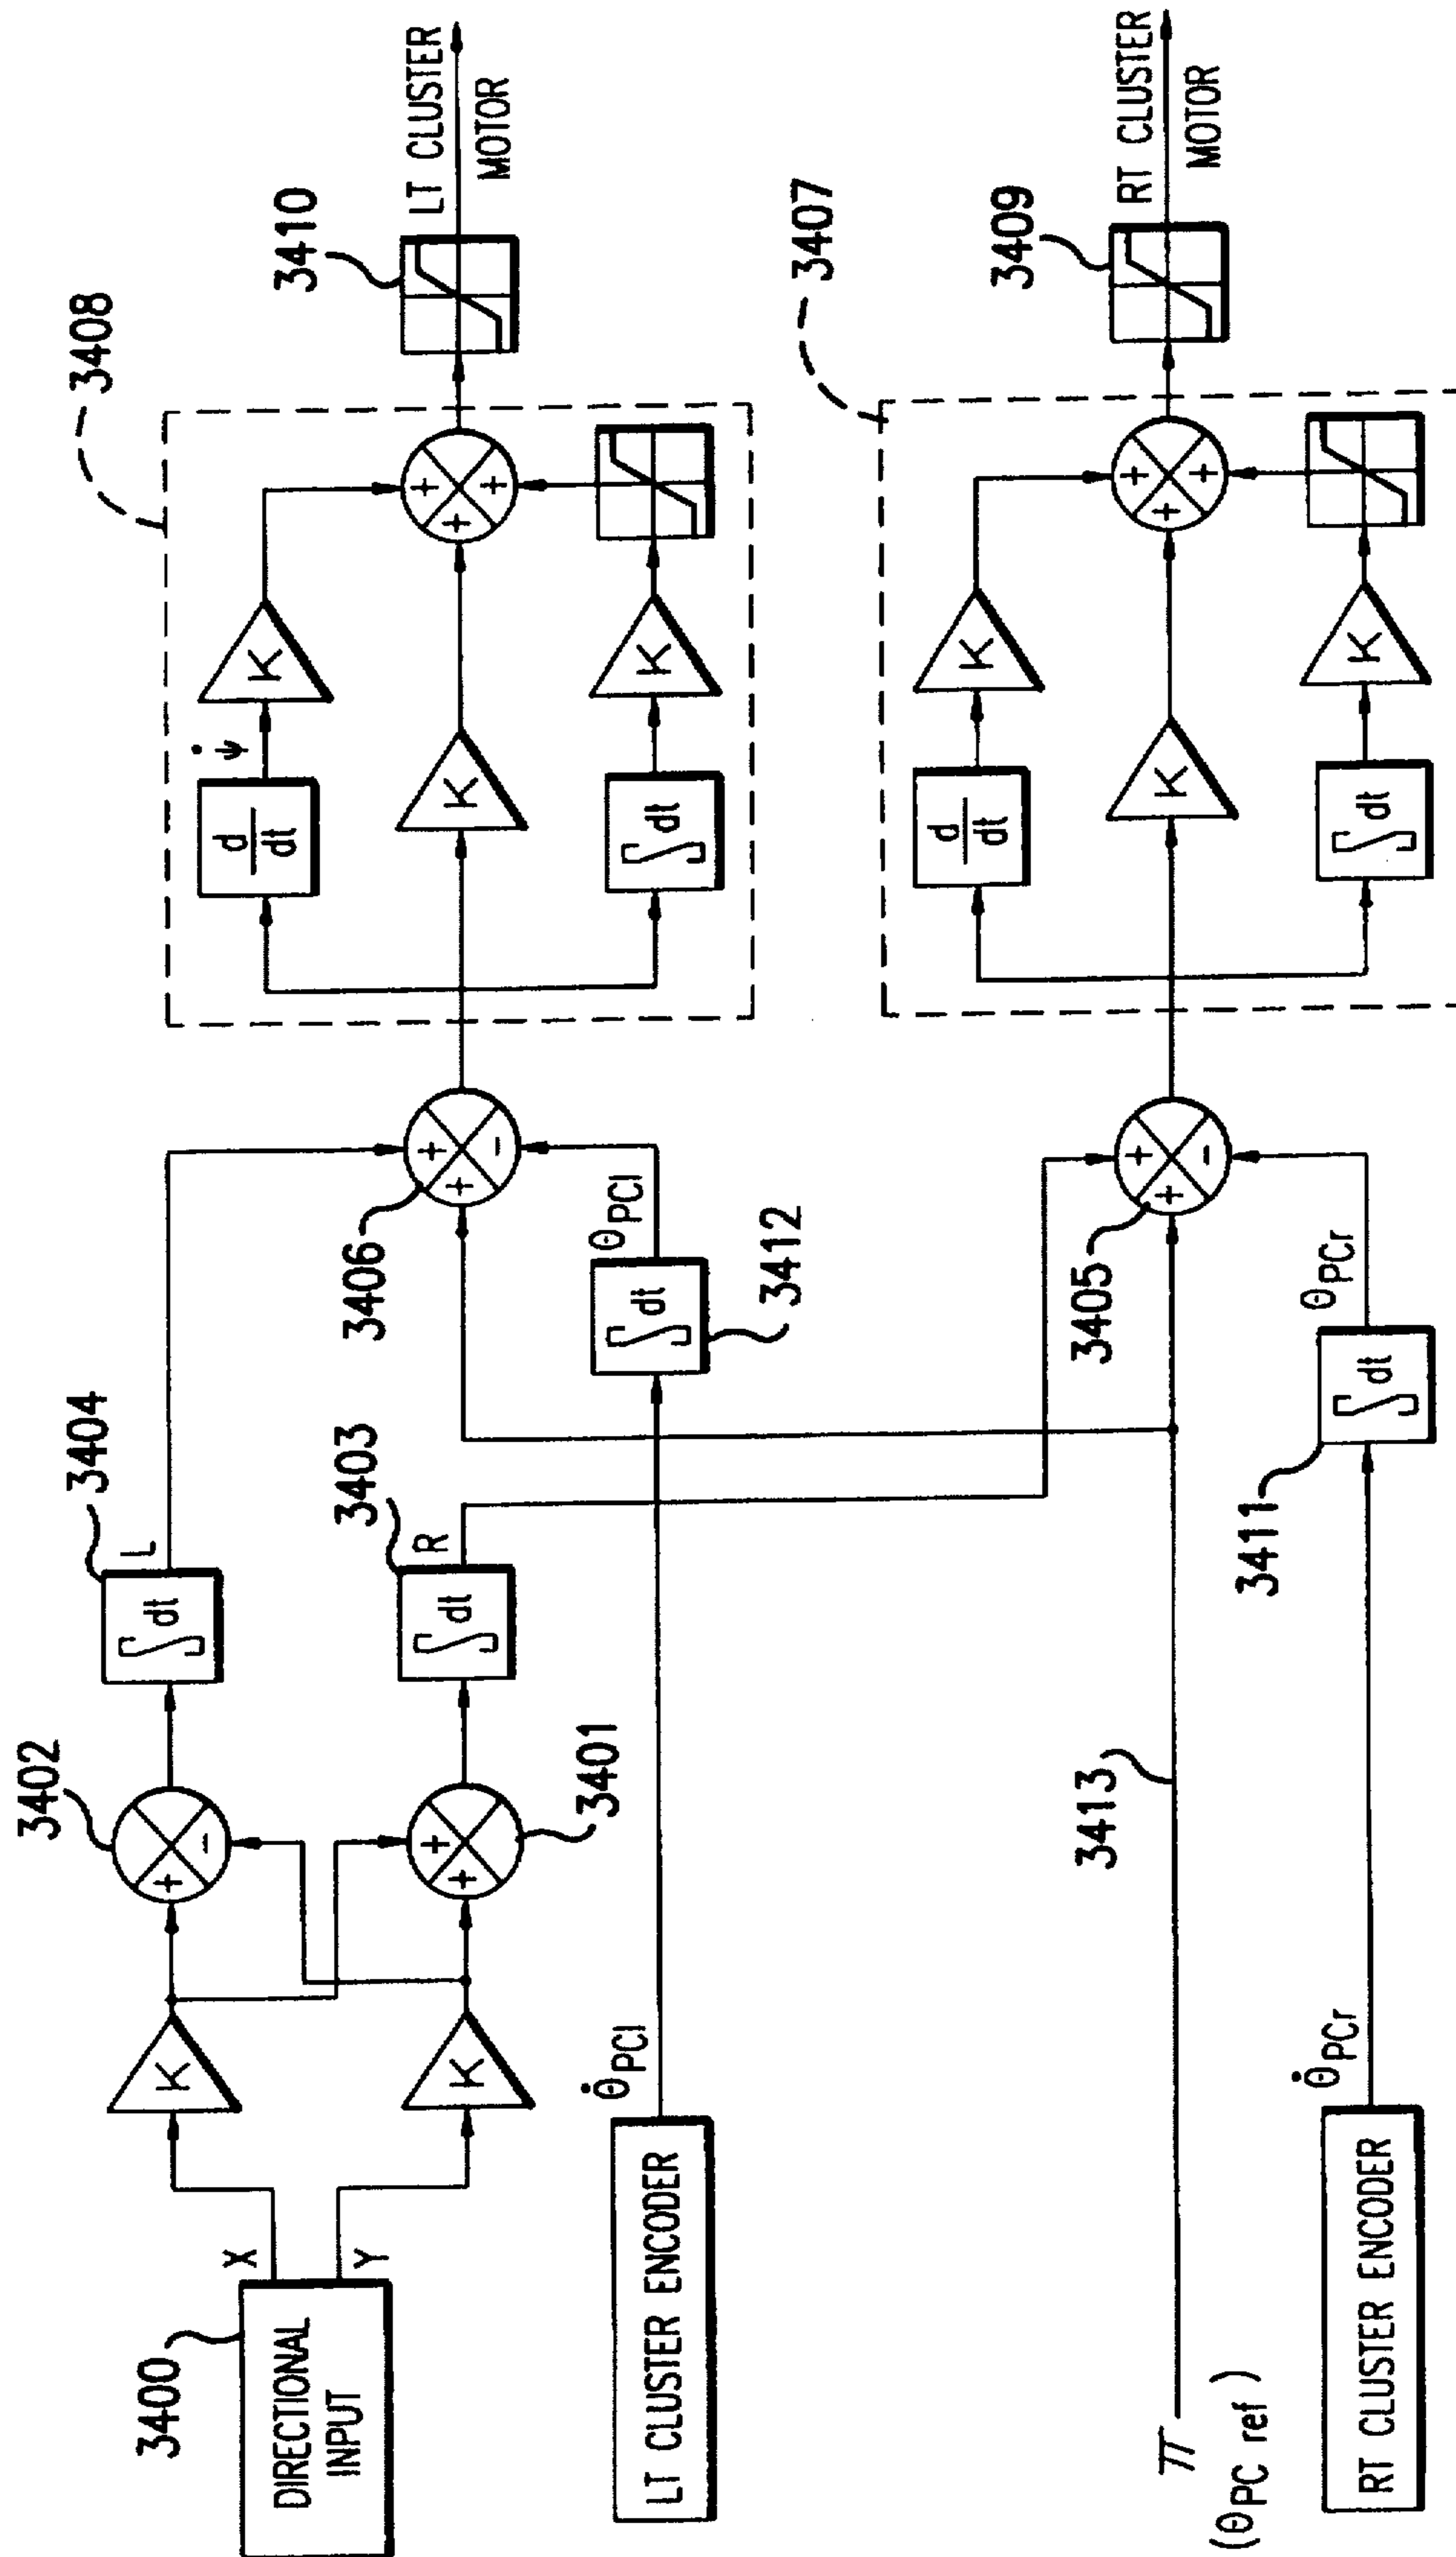 3400
DIRECTIONAL
INPUT
X
Y
K
K
3402
+
-
3401
+
+
3404
∫dt
L
3403
∫dt
R
LT CLUSTER ENCODER
θ̇PCl
3412
∫dt
θPCl
3406
+
+
-
3408
d
dt
ψ̇
K
K
∫dt
K
+
+
+
3410
LT CLUSTER
MOTOR
π
(θPC ref )
3413
RT CLUSTER ENCODER
θ̇PCr
3411
∫dt
θPCr
3405
+
+
-
3407
d
dt
K
K
∫dt
K
+
+
+
3409
RT CLUSTER
MOTOR